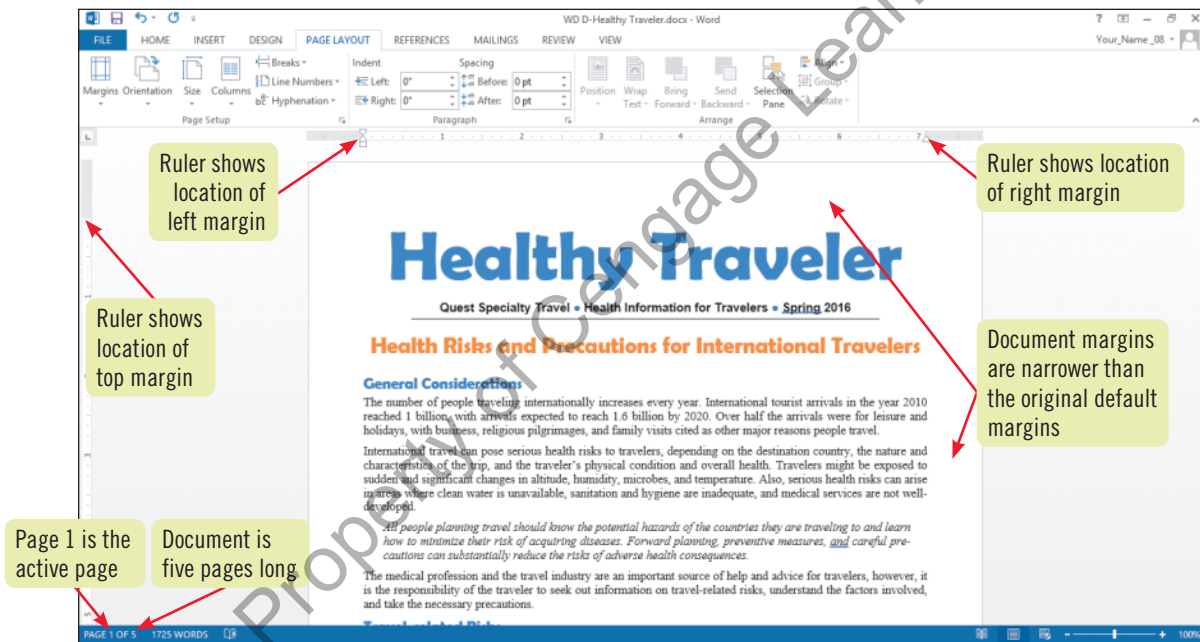 WD D-Healthy Traveler.docx - Word
FILE HOME INSERT DESIGN PAGE LAYOUT REFERENCES MAILINGS REVIEW VIEW Your_Name _08
Margins Orientation Size Columns
Breaks
Line Numbers
Hyphenation
Page Setup
Indent
Left: 0"
Right: 0"
Spacing
Before: 0 pt
After: 0 pt
Paragraph
Position Wrap Text Bring Forward Send Backward Selection Pane
Align
Group
Rotate
Arrange
1 2 3 4 5 6 7
Ruler shows
location of
left margin
Ruler shows location
of right margin
Ruler shows
location of
top margin
Document margins
are narrower than
the original default
margins
Page 1 is the
active page
Document is
five pages long
Healthy Traveler
Quest Specialty Travel • Health Information for Travelers • Spring 2016
Health Risks and Precautions for International Travelers
General Considerations
The number of people traveling internationally increases every year. International tourist arrivals in the year 2010
reached 1 billion, with arrivals expected to reach 1.6 billion by 2020. Over half the arrivals were for leisure and
holidays, with business, religious pilgrimages, and family visits cited as other major reasons people travel.
International travel can pose serious health risks to travelers, depending on the destination country, the nature and
characteristics of the trip, and the traveler's physical condition and overall health. Travelers might be exposed to
sudden and significant changes in altitude, humidity, microbes, and temperature. Also, serious health risks can arise
in areas where clean water is unavailable, sanitation and hygiene are inadequate, and medical services are not well-
developed.
All people planning travel should know the potential hazards of the countries they are traveling to and learn
how to minimize their risk of acquiring diseases. Forward planning, preventive measures, and careful pre-
cautions can substantially reduce the risks of adverse health consequences.
The medical profession and the travel industry are an important source of help and advice for travelers, however, it
is the responsibility of the traveler to seek out information on travel-related risks, understand the factors involved,
and take the necessary precautions.
Travel-related Risks
PAGE 1 OF 5 1725 WORDS 100%
Property of Cengage Learn